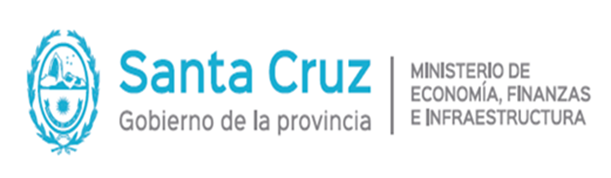 Santa Cruz
Gobierno de la provincia
MINISTERIO DE
ECONOMÍA, FINANZAS
E INFRAESTRUCTURA